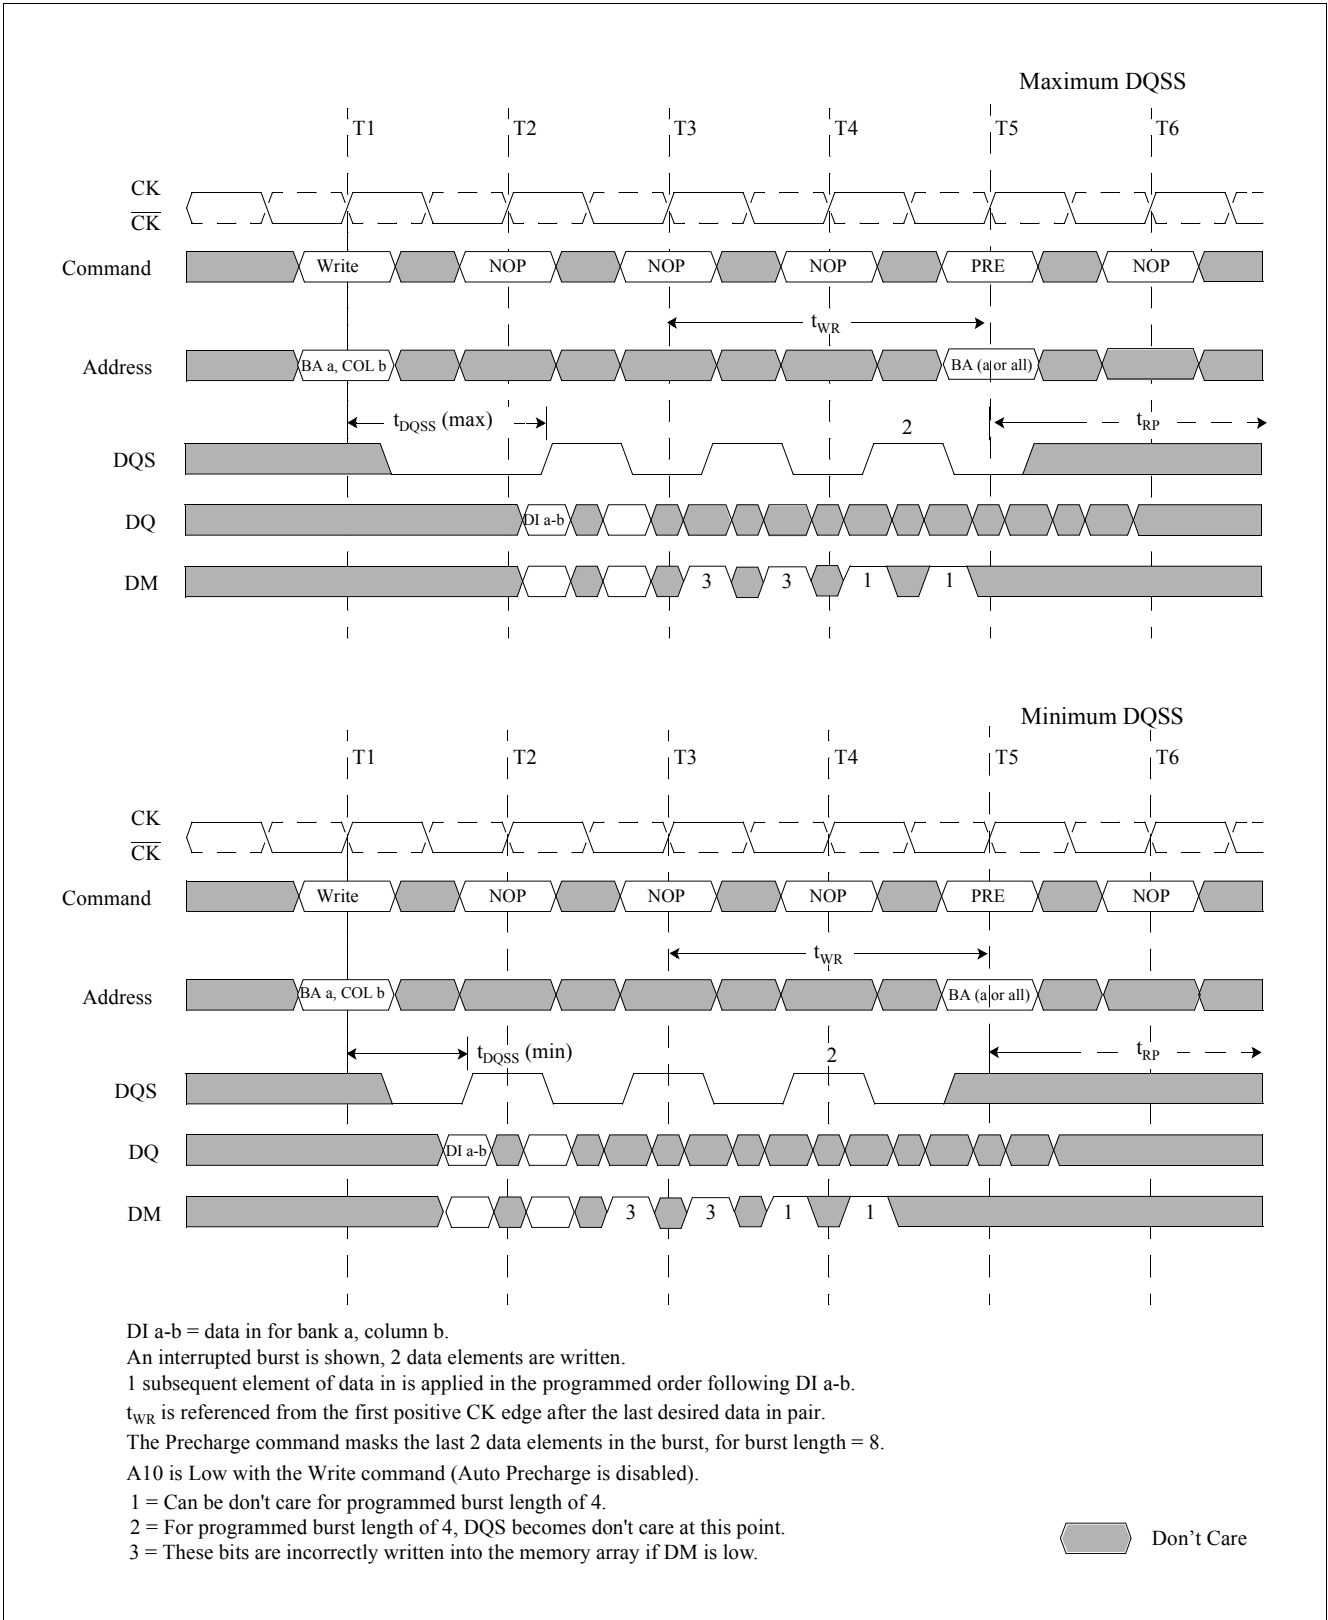 Maximum DQSS
T1 T2 T3 T4 T5 T6
CK
CK
Command Write NOP NOP NOP PRE NOP
tWR
Address BA a, COL b BA (a or all)
tDQSS (max) 2 tRP
DQS
DQ DI a-b
DM 3 3 1 1
Minimum DQSS
T1 T2 T3 T4 T5 T6
CK
CK
Command Write NOP NOP NOP PRE NOP
tWR
Address BA a, COL b BA (a or all)
tDQSS (min) 2 tRP
DQS
DQ DI a-b
DM 3 3 1 1
DI a-b = data in for bank a, column b.
An interrupted burst is shown, 2 data elements are written.
1 subsequent element of data in is applied in the programmed order following DI a-b.
tWR is referenced from the first positive CK edge after the last desired data in pair.
The Precharge command masks the last 2 data elements in the burst, for burst length = 8.
A10 is Low with the Write command (Auto Precharge is disabled).
1 = Can be don't care for programmed burst length of 4.
2 = For programmed burst length of 4, DQS becomes don't care at this point.
3 = These bits are incorrectly written into the memory array if DM is low.
Don't Care